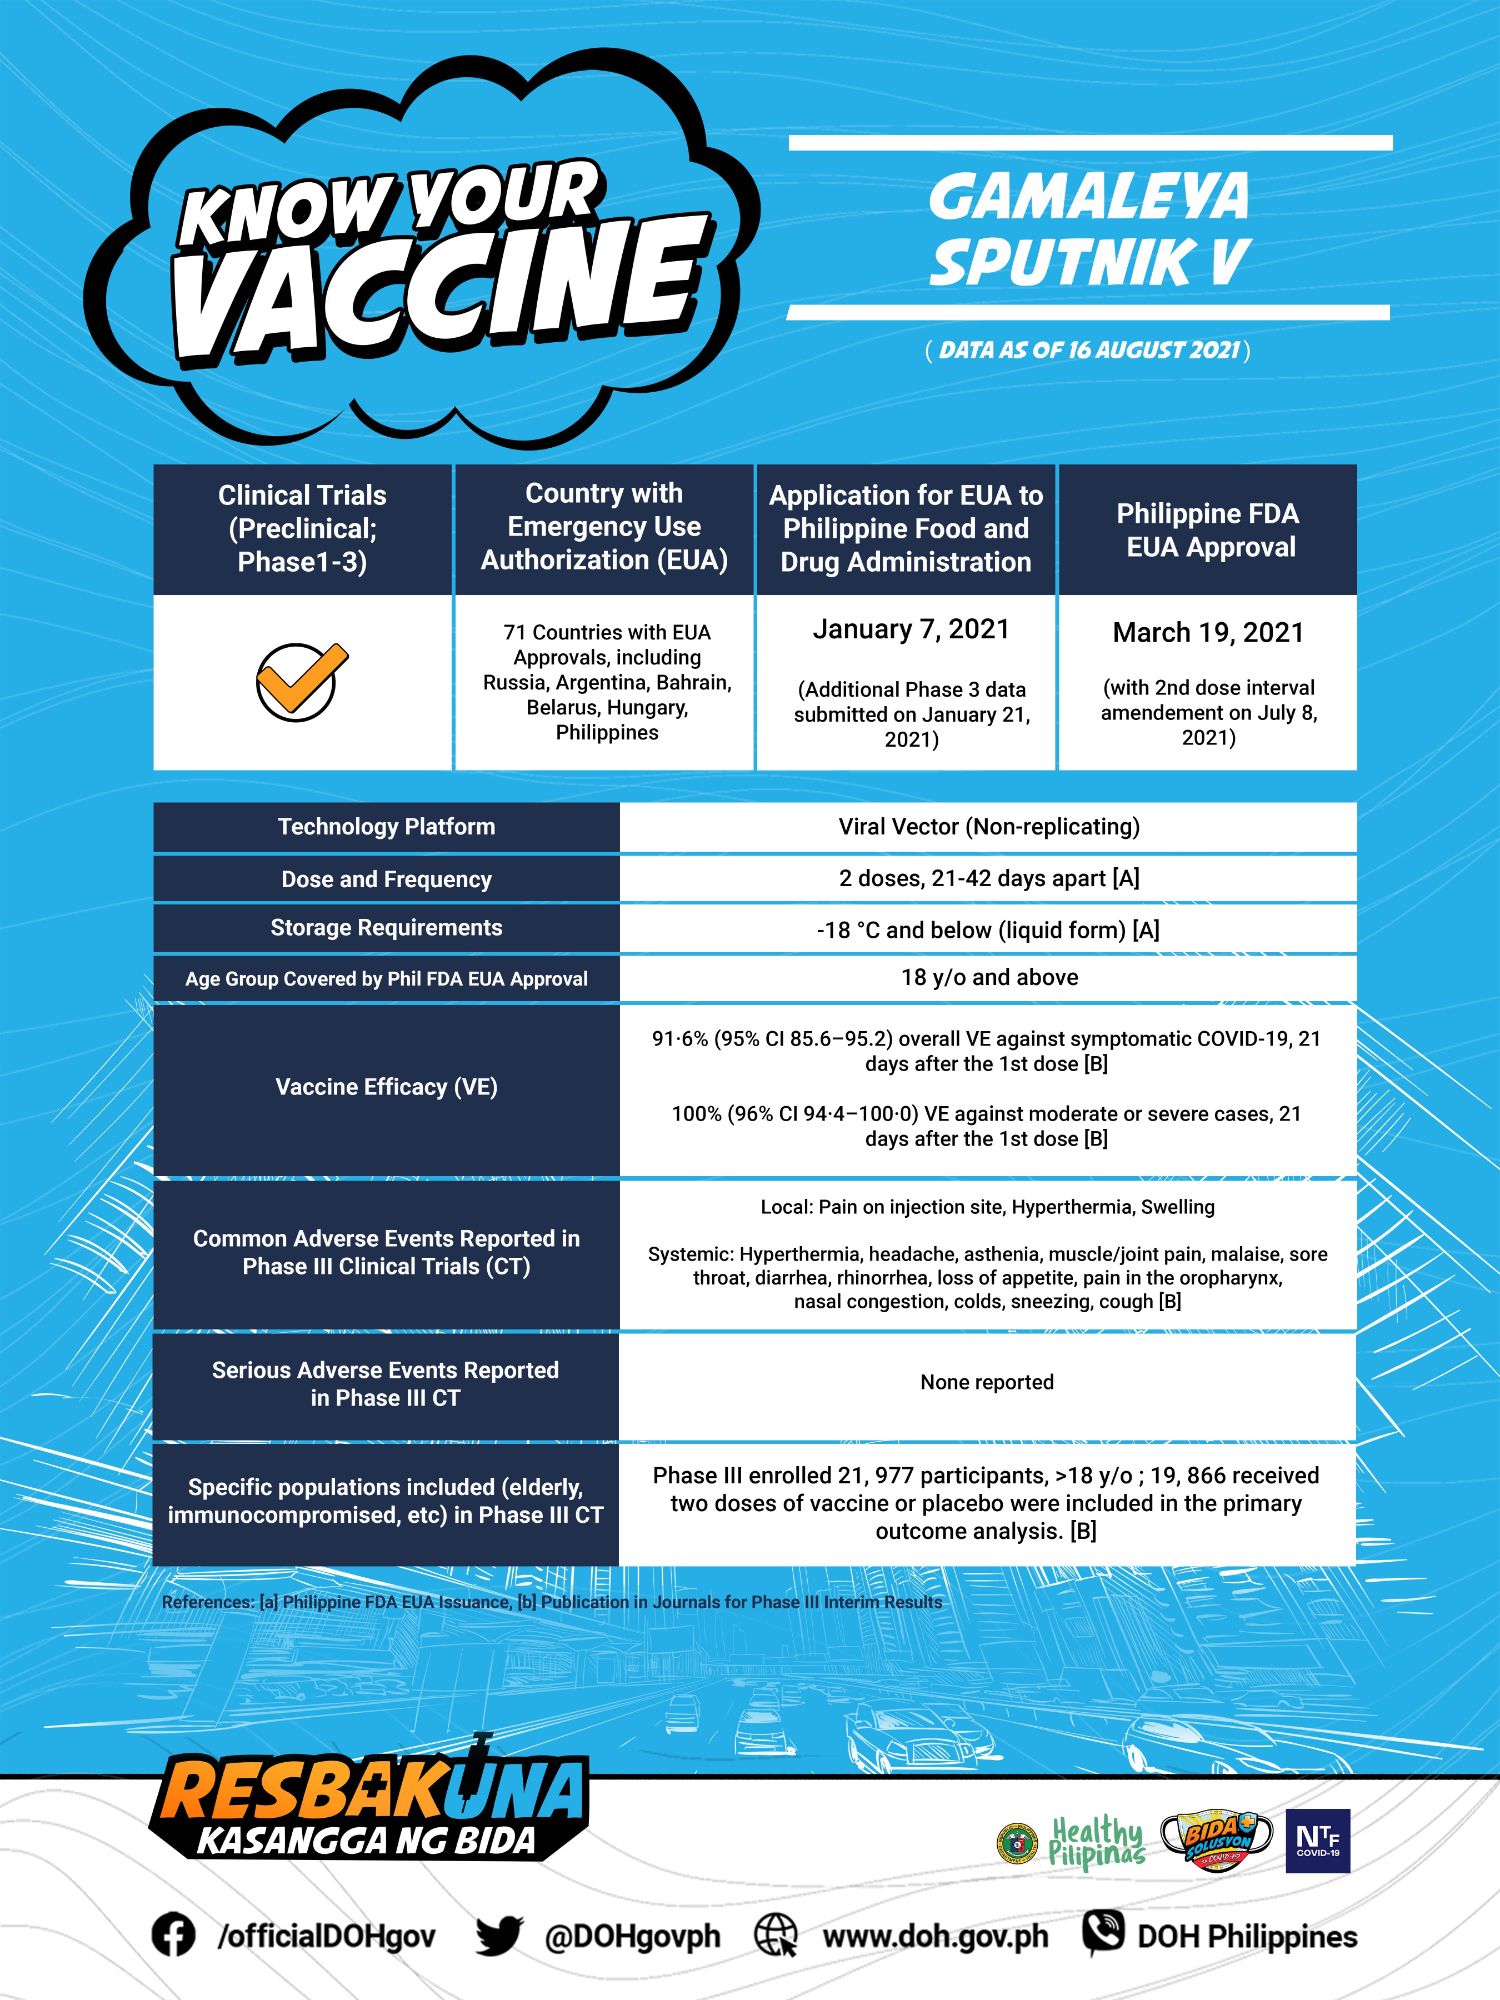 KNOW YOUR
VACCINE
GAMALEYA
SPUTNIK V
( DATA AS OF 16 AUGUST 2021 )
Clinical Trials
(Preclinical;
Phase1-3)
Country with
Emergency Use
Authorization (EUA)
Application for EUA to
Philippine Food and
Drug Administration
Philippine FDA
EUA Approval
71 Countries with EUA
Approvals, including
Russia, Argentina, Bahrain,
Belarus, Hungary,
Philippines
January 7, 2021
(Additional Phase 3 data
submitted on January 21,
2021)
March 19, 2021
(with 2nd dose interval
amendement on July 8,
2021)
Technology Platform
Viral Vector (Non-replicating)
Dose and Frequency
2 doses, 21-42 days apart [A]
Storage Requirements
-18 °C and below (liquid form) [A]
Age Group Covered by Phil FDA EUA Approval
18 y/o and above
Vaccine Efficacy (VE)
91·6% (95% CI 85.6–95.2) overall VE against symptomatic COVID-19, 21
days after the 1st dose [B]
100% (96% CI 94·4–100·0) VE against moderate or severe cases, 21
days after the 1st dose [B]
Common Adverse Events Reported in
Phase III Clinical Trials (CT)
Local: Pain on injection site, Hyperthermia, Swelling
Systemic: Hyperthermia, headache, asthenia, muscle/joint pain, malaise, sore
throat, diarrhea, rhinorrhea, loss of appetite, pain in the oropharynx,
nasal congestion, colds, sneezing, cough [B]
Serious Adverse Events Reported
in Phase III CT
None reported
Specific populations included (elderly,
immunocompromised, etc) in Phase III CT
Phase III enrolled 21, 977 participants, >18 y/o ; 19, 866 received
two doses of vaccine or placebo were included in the primary
outcome analysis. [B]
References: [a] Philippine FDA EUA Issuance, [b] Publication in Journals for Phase III Interim Results
RESBAKUNA
KASANGGA NG BIDA
Healthy
Pilipinas
BIDA
SOLUSYON
COVID-19
NTF
COVID-19
/officialDOHgov
@DOHgovph
www.doh.gov.ph
DOH Philippines